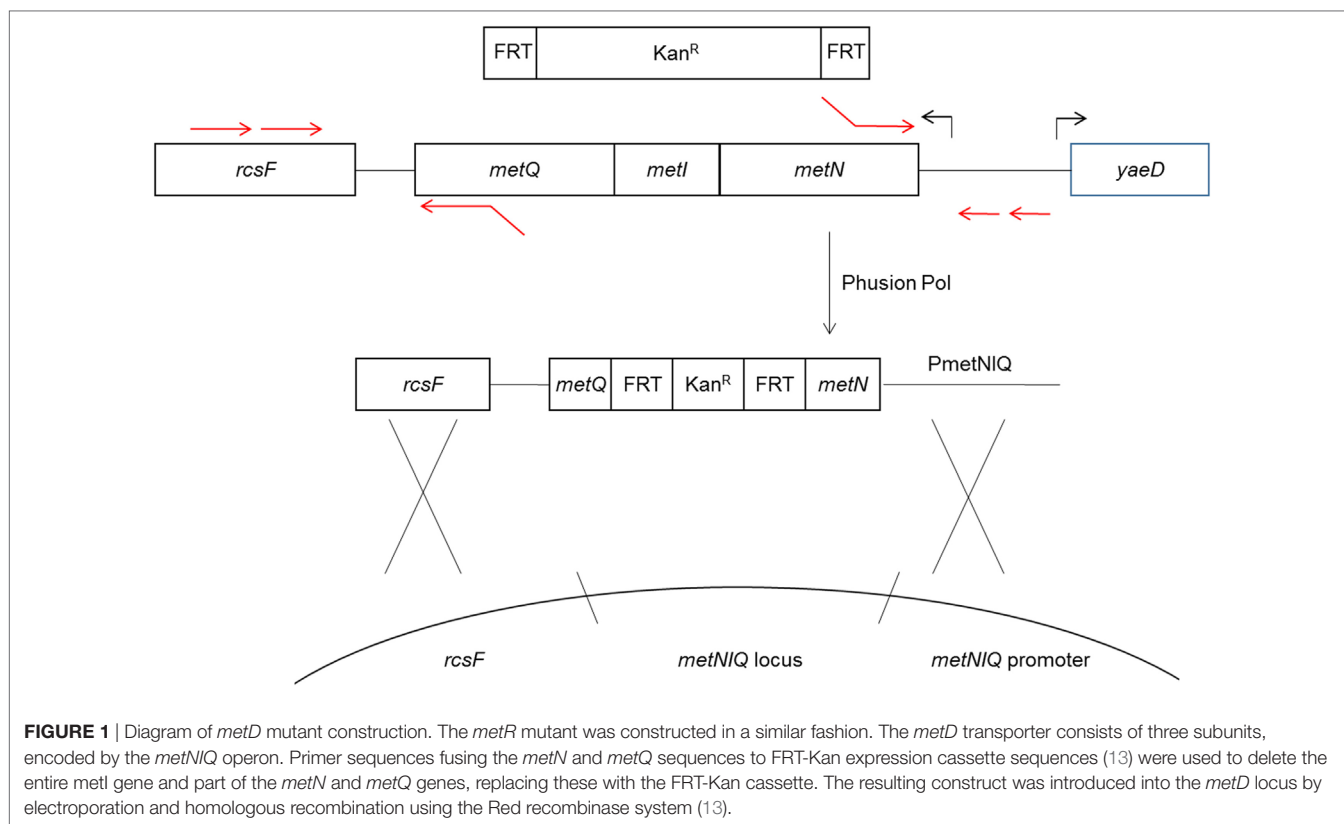 FRT KanR FRT
rcsF metQ metI metN yaeD
Phusion Pol
PmetNIQ
rcsF metQ FRT KanR FRT metN
rcsF metNIQ locus metNIQ promoter
FIGURE 1 | Diagram of metD mutant construction. The metR mutant was constructed in a similar fashion. The metD transporter consists of three subunits,
encoded by the metNIQ operon. Primer sequences fusing the metN and metQ sequences to FRT-Kan expression cassette sequences (13) were used to delete the
entire metI gene and part of the metN and metQ genes, replacing these with the FRT-Kan cassette. The resulting construct was introduced into the metD locus by
electroporation and homologous recombination using the Red recombinase system (13).